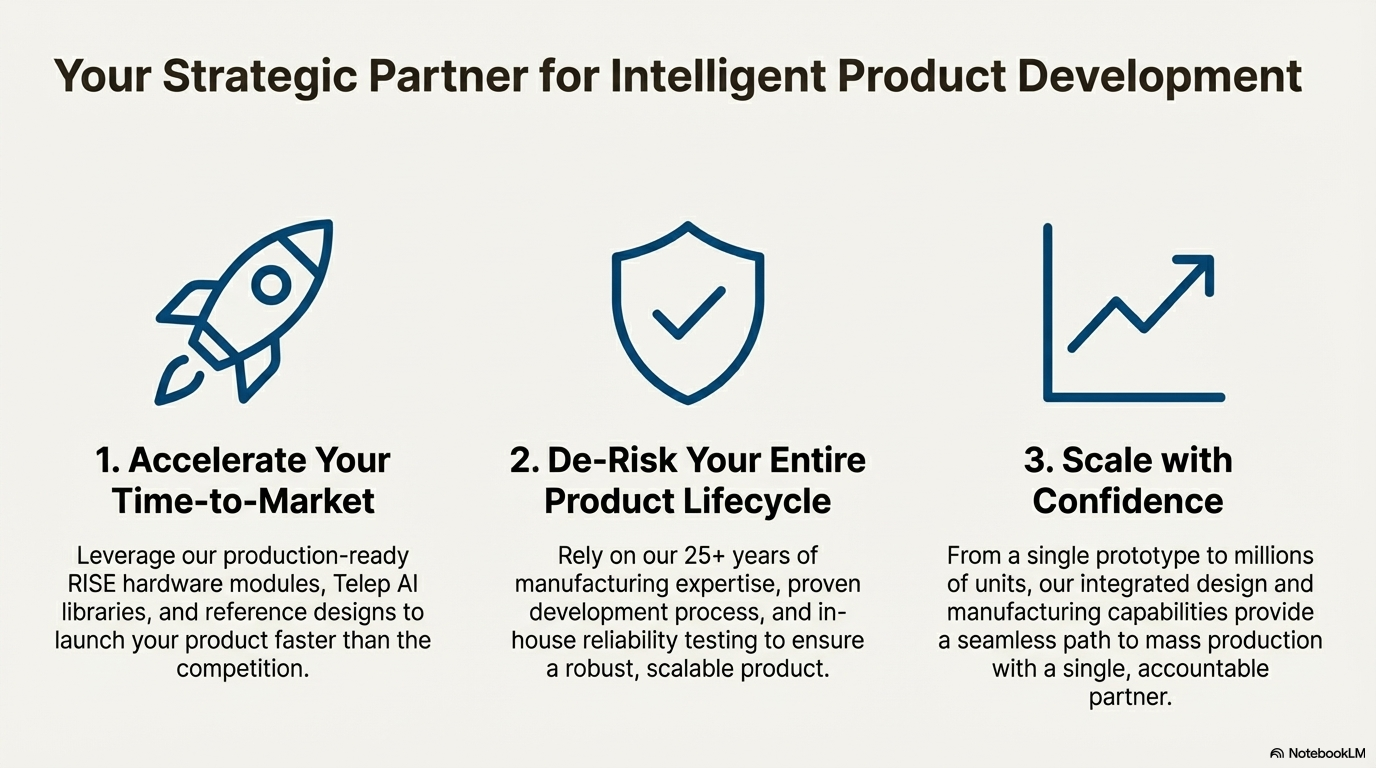 Your Strategic Partner for Intelligent Product Development
1. Accelerate Your
Time-to-Market
Leverage our production-ready
RISE hardware modules, Telep AI
libraries, and reference designs to
launch your product faster than the
competition.
2. De-Risk Your Entire
Product Lifecycle
Rely on our 25+ years of
manufacturing expertise, proven
development process, and in-
house reliability testing to ensure
a robust, scalable product.
3. Scale with
Confidence
From a single prototype to millions
of units, our integrated design and
manufacturing capabilities provide
a seamless path to mass production
with a single, accountable
partner.
NotebookLM